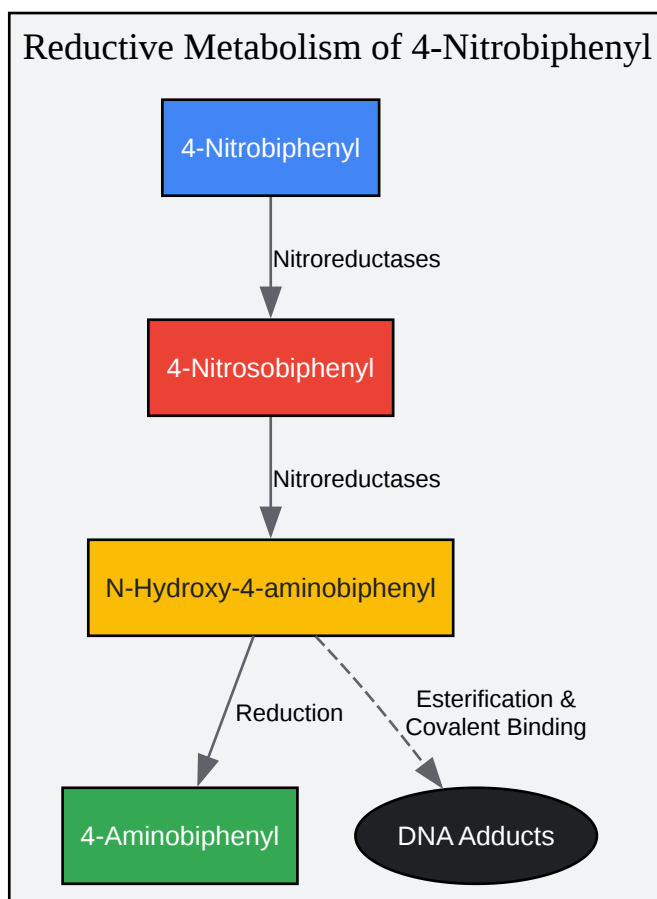 Reductive Metabolism of 4-Nitrobiphenyl
4-Nitrobiphenyl
Nitroreductases
4-Nitrosobiphenyl
Nitroreductases
N-Hydroxy-4-aminobiphenyl
Reduction
Esterification &
Covalent Binding
4-Aminobiphenyl
DNA Adducts